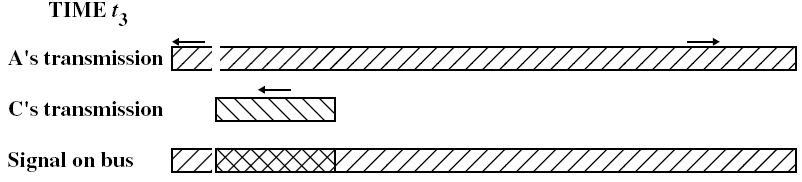 TIME t3
A's transmission
C's transmission
Signal on bus